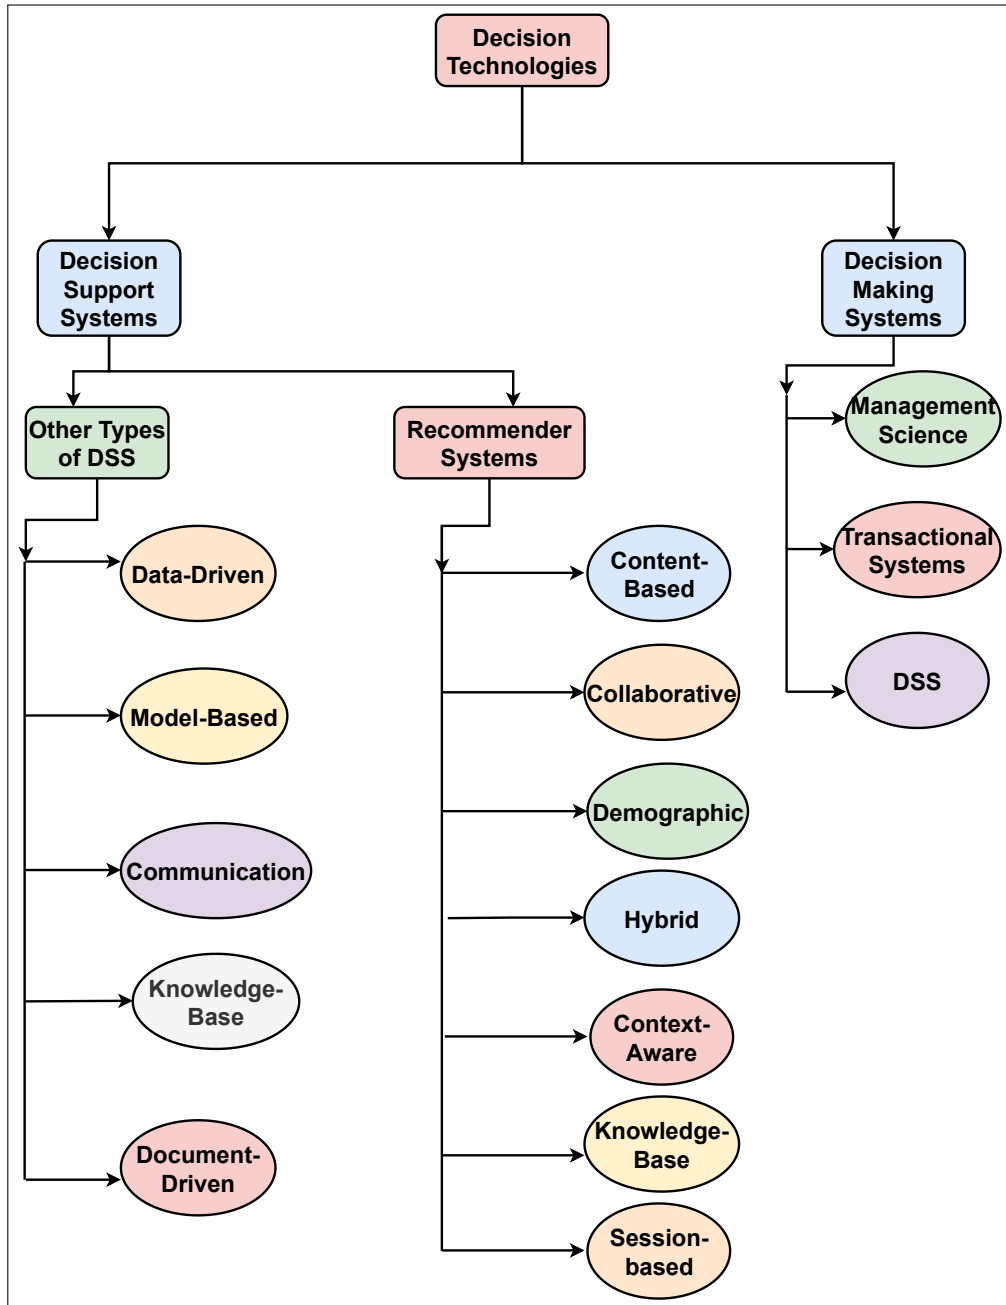 Decision
Technologies
Decision
Support
Systems
Decision
Making
Systems
Other Types
of DSS
Recommender
Systems
Management
Science
Transactional
Systems
DSS
Data-Driven
Model-Based
Communication
Knowledge-
Base
Document-
Driven
Content-
Based
Collaborative
Demographic
Hybrid
Context-
Aware
Knowledge-
Base
Session-
based